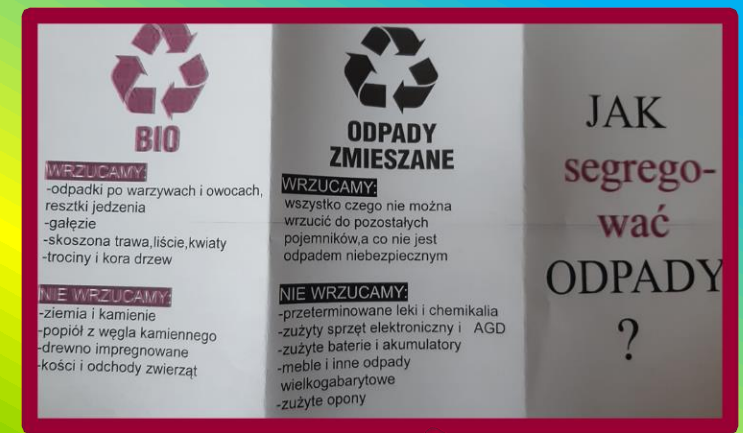 BIO
WRZUCAMY:
-odpadki po warzywach i owocach,
resztki jedzenia
-gałęzie
-skoszona trawa,liście,kwiaty
-trociny i kora drzew
NIE WRZUCAMY:
-ziemia i kamienie
-popiół z węgla kamiennego
-drewno impregnowane
-kości i odchody zwierząt
ODPADY
ZMIESZANE
WRZUCAMY:
wszystko czego nie można
wrzucić do pozostałych
pojemników,a co nie jest
odpadem niebezpiecznym
NIE WRZUCAMY:
-przeterminowane leki i chemikalia
-zużyty sprzęt elektroniczny i AGD
-zużyte baterie i akumulatory
-meble i inne odpady
wielkogabarytowe
-zużyte opony
JAK
segrego-
wać
ODPADY
?